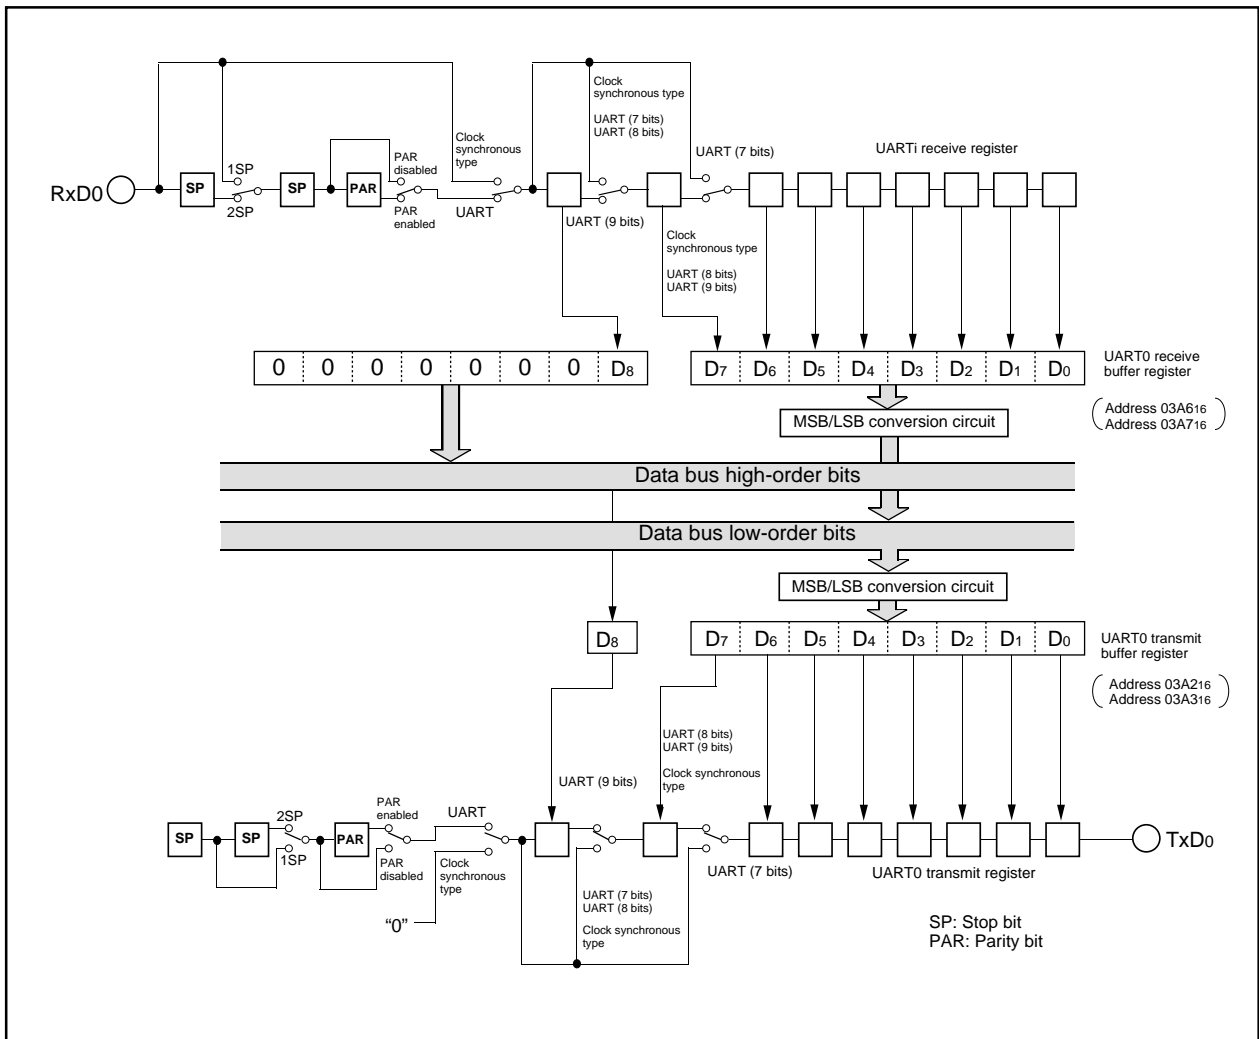 Clock
synchronous type
UART (7 bits)
UART (8 bits)
Clock
synchronous
type
PAR
disabled
UART (7 bits)
UARTi receive register
1SP
RxD0
SP
SP
PAR
2SP
PAR
enabled
UART
UART (9 bits)
Clock
synchronous type
UART (8 bits)
UART (9 bits)
0 0 0 0 0 0 0 D8
D7 D6 D5 D4 D3 D2 D1 D0
UART0 receive
buffer register
Address 03A616
Address 03A716
MSB/LSB conversion circuit
Data bus high-order bits
Data bus low-order bits
MSB/LSB conversion circuit
D8
D7 D6 D5 D4 D3 D2 D1 D0
UART0 transmit
buffer register
Address 03A216
Address 03A316
UART (8 bits)
UART (9 bits)
Clock synchronous
type
UART (9 bits)
PAR
enabled
2SP
UART
SP
SP
PAR
TxD0
1SP
PAR
disabled
Clock
synchronous
type
UART (7 bits)
UART0 transmit register
"0"
UART (7 bits)
UART (8 bits)
Clock synchronous
type
SP: Stop bit
PAR: Parity bit